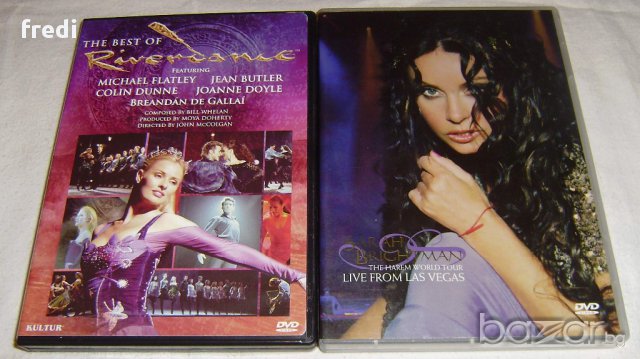 fredi
THE BEST OF
Riverdance™
FEATURING
MICHAEL FLATLEY JEAN BUTLER
COLIN DUNNE JOANNE DOYLE
BREANDÁN DE GALLAÍ
COMPOSED BY BILL WHELAN
PRODUCED BY MOYA DOHERTY
DIRECTED BY JOHN MCCOLGAN
KULTUR
DVD
SARAH
BRIGHTMAN
THE HAREM WORLD TOUR
LIVE FROM LAS VEGAS
DVD
bazar.bg